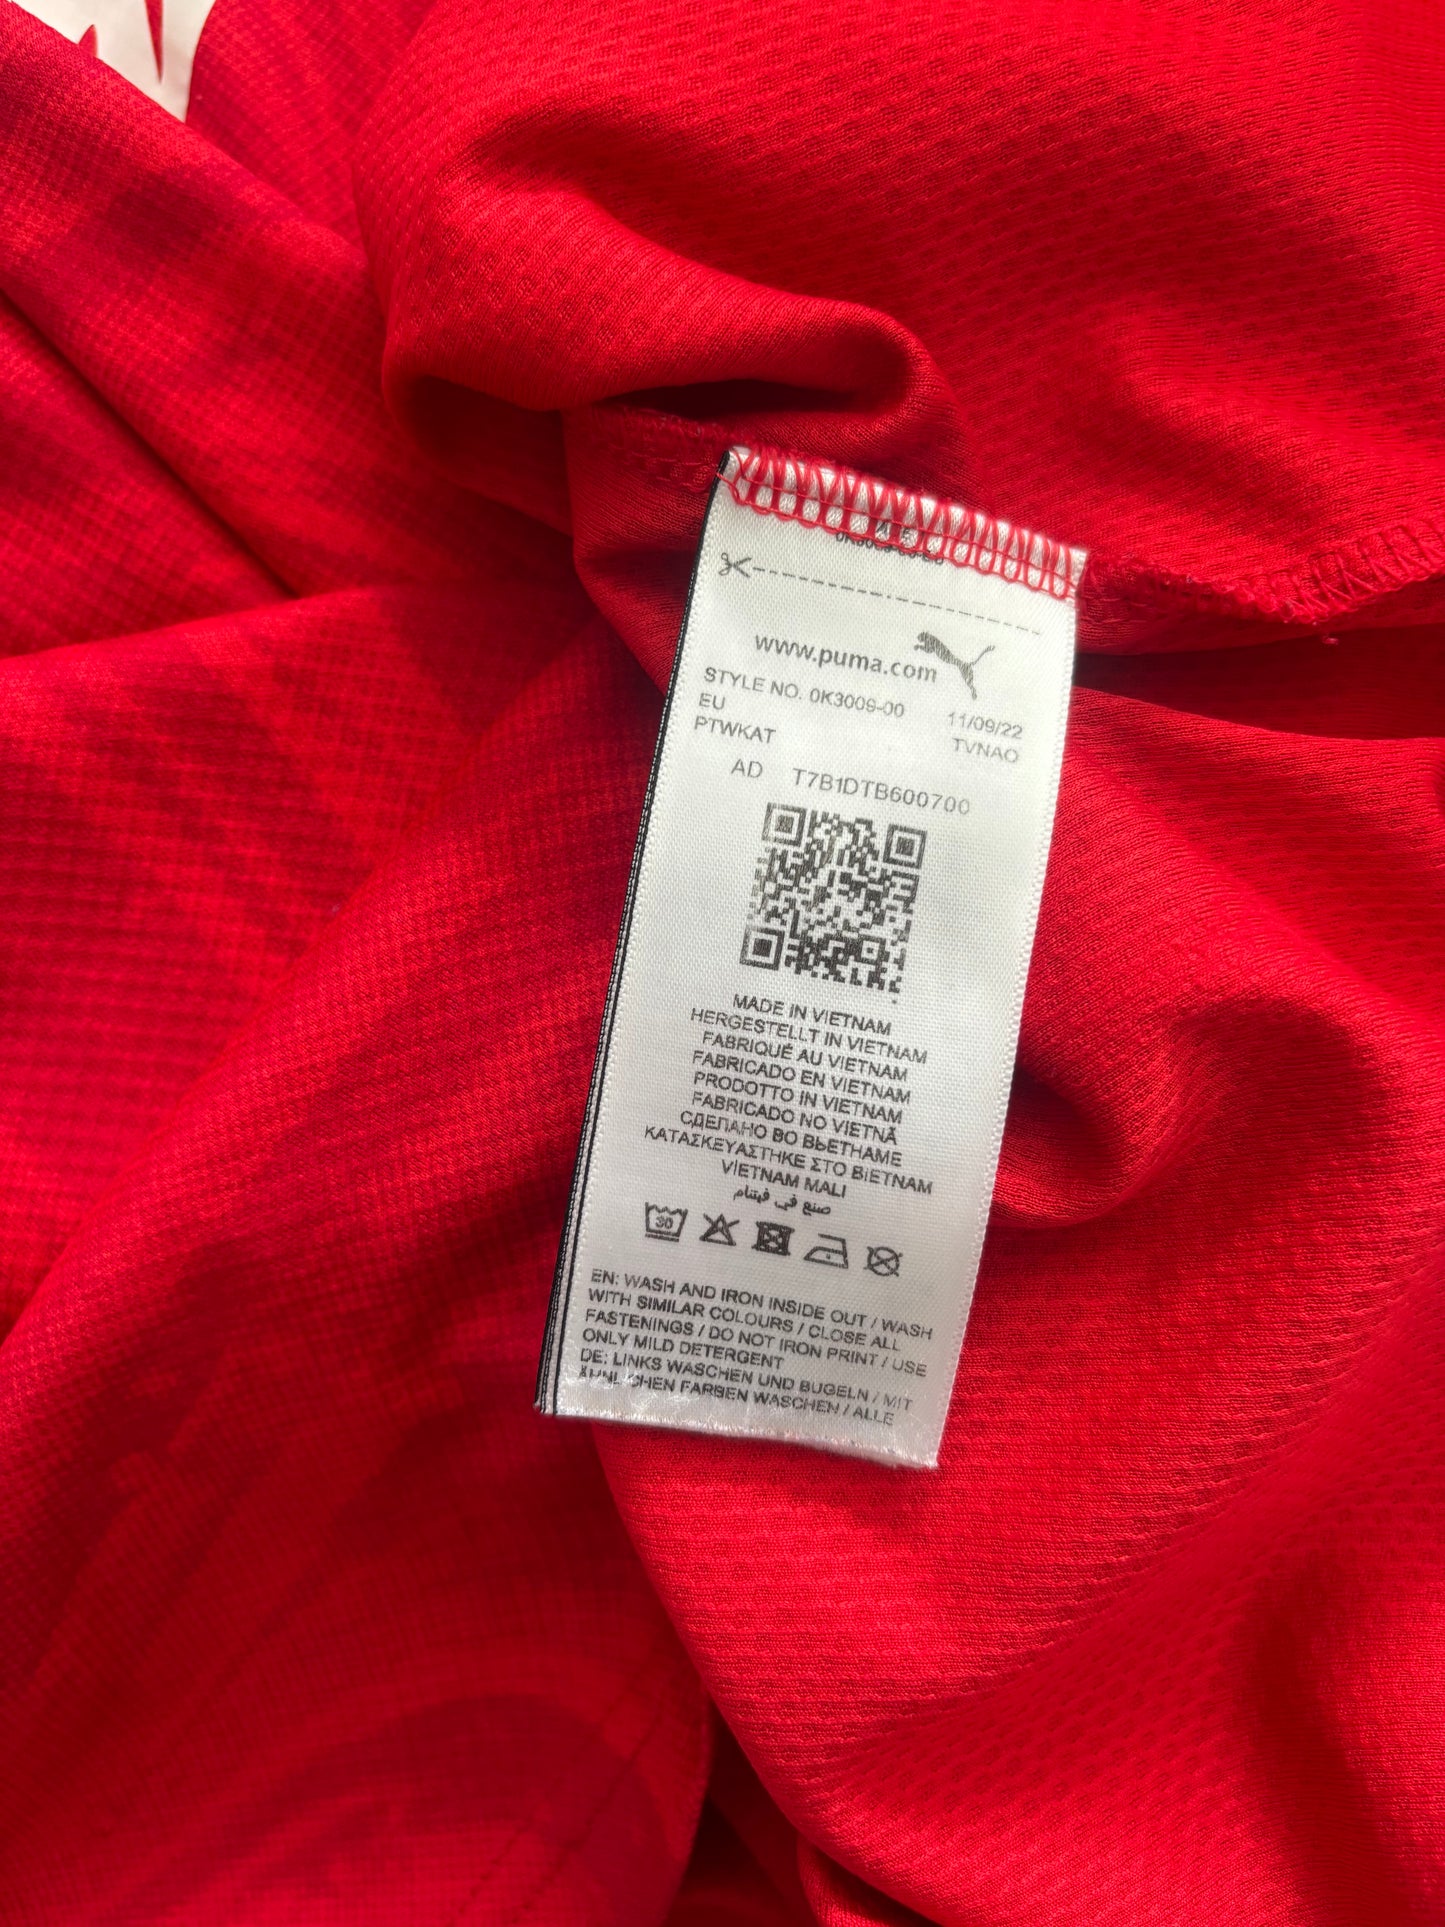 www.puma.com
STYLE NO. 0K3009-00 11/09/22
EU TVNAO
PTWKAT
AD T7B1DTB600700
MADE IN VIETNAM
HERGESTELLT IN VIETNAM
FABRIQUÉ AU VIETNAM
FABRICADO EN VIETNAM
PRODOTTO IN VIETNAM
FABRICADO NO VIETNÃ
СДЕЛАНО ВО ВЬЕТНАМЕ
ΚΑΤΑΣΚΕΥΑΣΤΗΚΕ ΣΤΟ ΒΙΕΤΝΑΜ
VİETNAM MALI
صنع في فيتنام
30
EN: WASH AND IRON INSIDE OUT / WASH
WITH SIMILAR COLOURS / CLOSE ALL
FASTENINGS / DO NOT IRON PRINT / USE
ONLY MILD DETERGENT
DE: LINKS WASCHEN UND BUGELN / MIT
ÄHNLICHEN FARBEN WASCHEN / ALLE